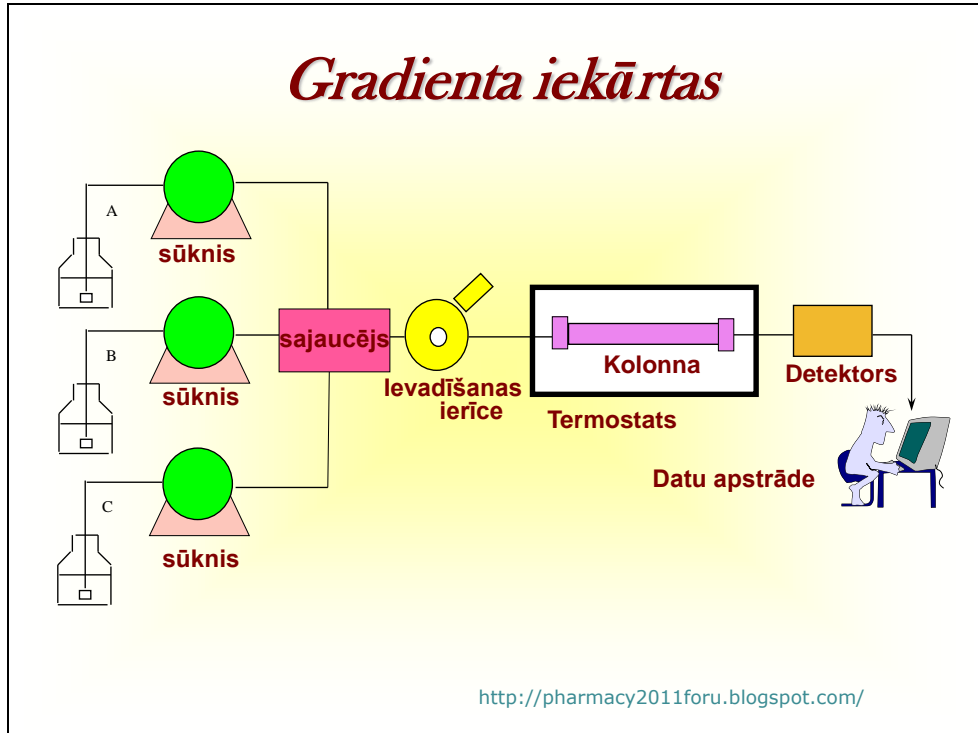 Gradienta iekārtas
A
sūknis
B
sūknis
C
sūknis
sajaucējs
Ievadīšanas
ierīce
Kolonna
Termostats
Detektors
Datu apstrāde
http://pharmacy2011foru.blogspot.com/